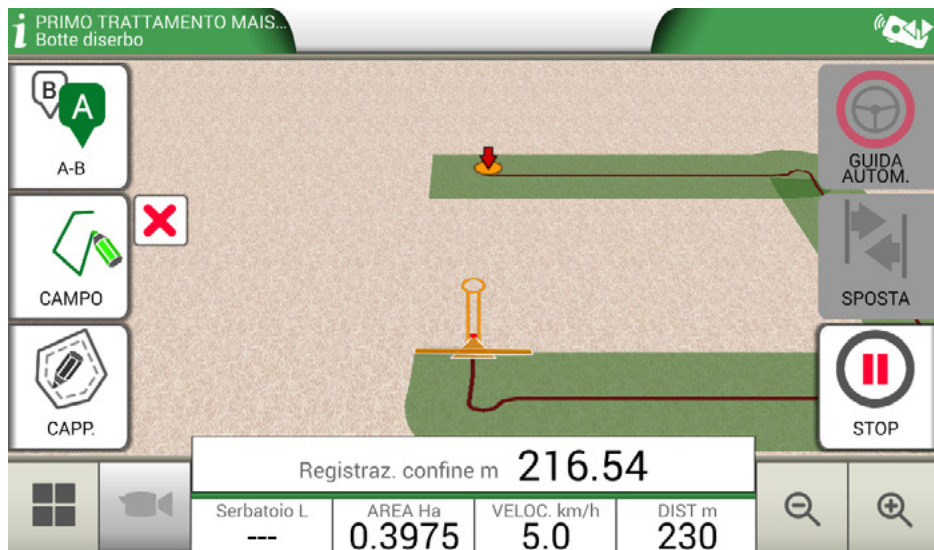 PRIMO TRATTAMENTO MAIS...
Botte diserbo
B
A
A-B
CAMPO
CAPP.
GUIDA
AUTOM.
SPOSTA
STOP
Registraz. confine m 216.54
Serbatoio L
---
AREA Ha
0.3975
VELOC. km/h
5.0
DIST m
230